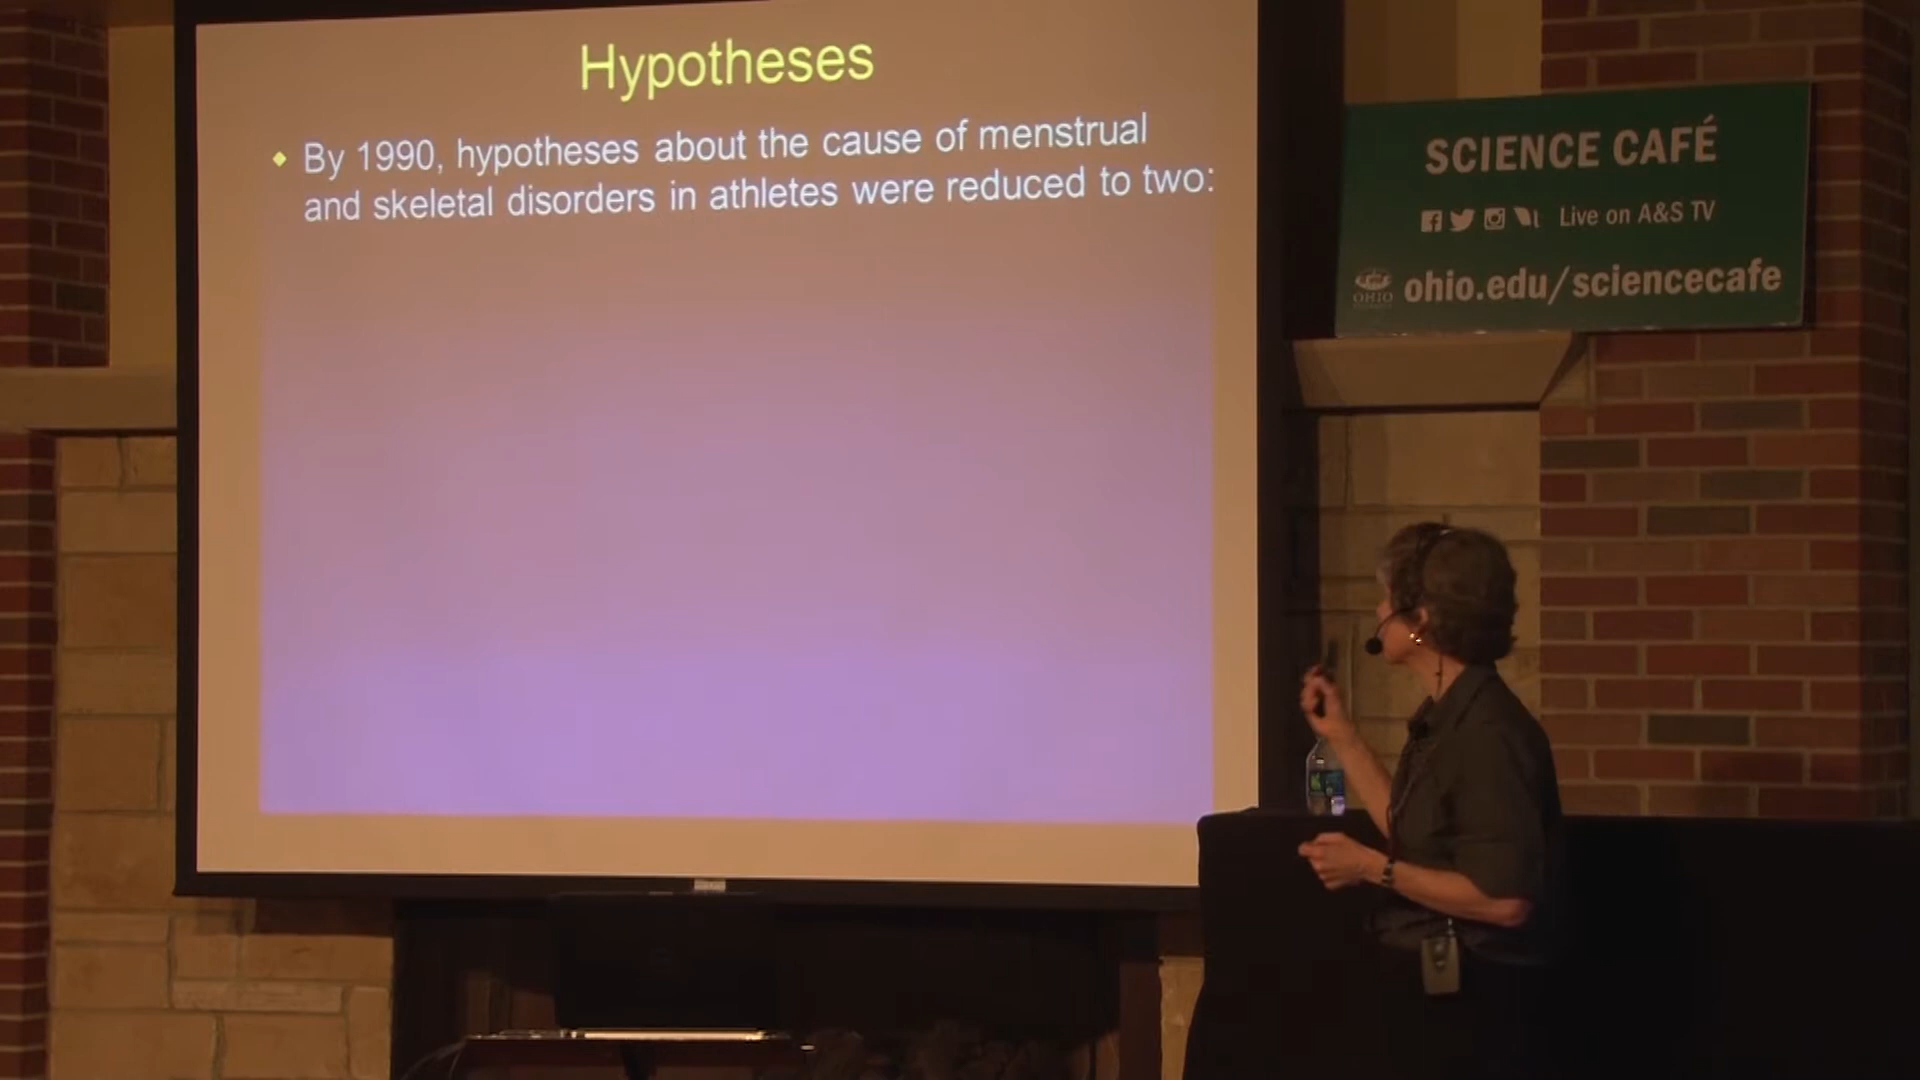 Hypotheses
By 1990, hypotheses about the cause of menstrual
and skeletal disorders in athletes were reduced to two:
SCIENCE CAFÉ
Live on A&S TV
OHIO
ohio.edu/sciencecafe